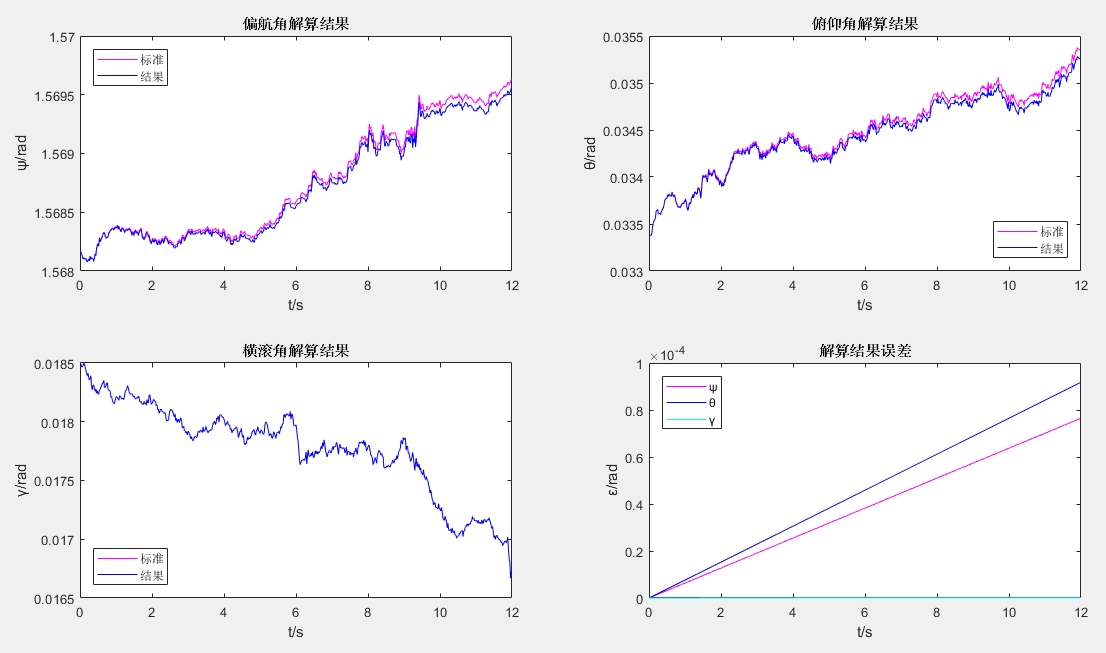 偏航角解算结果
1.57
1.5695
1.569
1.5685
1.568
ψ/rad
标准
结果
0 2 4 6 8 10 12
t/s
俯仰角解算结果
0.0355
0.035
0.0345
0.034
0.0335
0.033
θ/rad
标准
结果
0 2 4 6 8 10 12
t/s
横滚角解算结果
0.0185
0.018
0.0175
0.017
0.0165
γ/rad
标准
结果
0 2 4 6 8 10 12
t/s
解算结果误差
×10-4
1
0.8
0.6
0.4
0.2
0
ε/rad
ψ
θ
γ
0 2 4 6 8 10 12
t/s